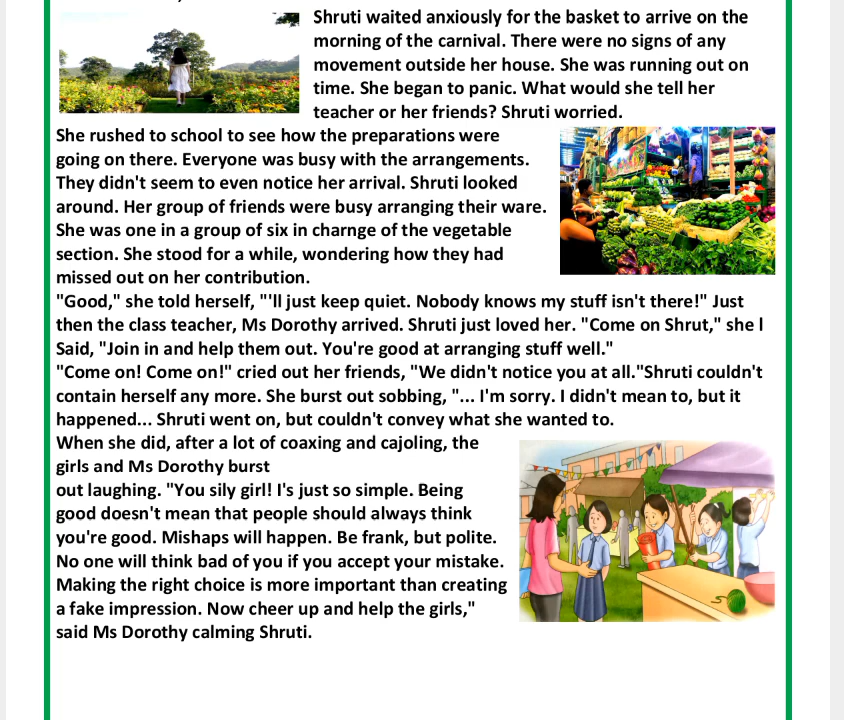 Shruti waited anxiously for the basket to arrive on the
morning of the carnival. There were no signs of any
movement outside her house. She was running out on
time. She began to panic. What would she tell her
teacher or her friends? Shruti worried.
She rushed to school to see how the preparations were
going on there. Everyone was busy with the arrangements.
They didn't seem to even notice her arrival. Shruti looked
around. Her group of friends were busy arranging their ware.
She was one in a group of six in charnge of the vegetable
section. She stood for a while, wondering how they had
missed out on her contribution.
"Good," she told herself, "'ll just keep quiet. Nobody knows my stuff isn't there!" Just
then the class teacher, Ms Dorothy arrived. Shruti just loved her. "Come on Shrut," she l
Said, "Join in and help them out. You're good at arranging stuff well."
"Come on! Come on!" cried out her friends, "We didn't notice you at all."Shruti couldn't
contain herself any more. She burst out sobbing, "... I'm sorry. I didn't mean to, but it
happened... Shruti went on, but couldn't convey what she wanted to.
When she did, after a lot of coaxing and cajoling, the
girls and Ms Dorothy burst
out laughing. "You sily girl! I's just so simple. Being
good doesn't mean that people should always think
you're good. Mishaps will happen. Be frank, but polite.
No one will think bad of you if you accept your mistake.
Making the right choice is more important than creating
a fake impression. Now cheer up and help the girls,"
said Ms Dorothy calming Shruti.